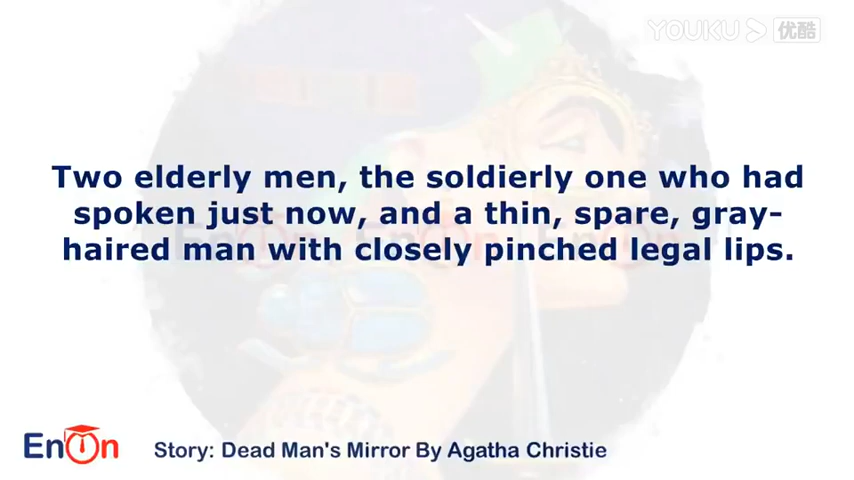 YOUKU 优酷
Two elderly men, the soldierly one who had
spoken just now, and a thin, spare, gray-
haired man with closely pinched legal lips.
EnOn
Story: Dead Man's Mirror By Agatha Christie